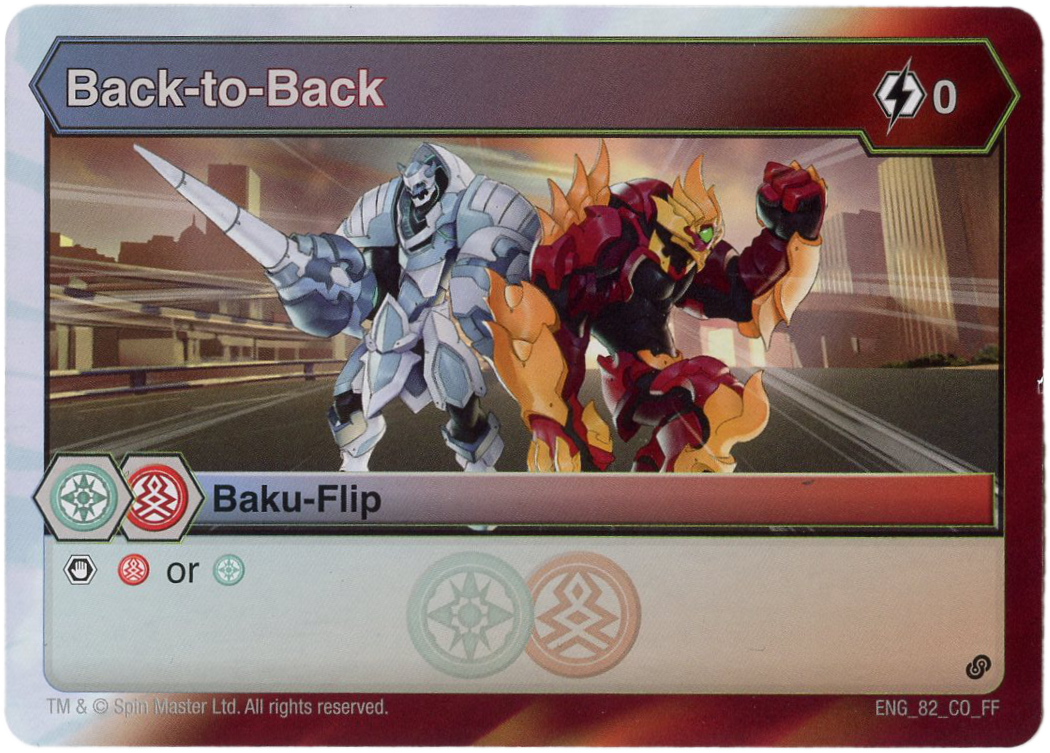 Back-to-Back
0
Baku-Flip
or
TM & © Spin Master Ltd. All rights reserved.
ENG_82_CO_FF